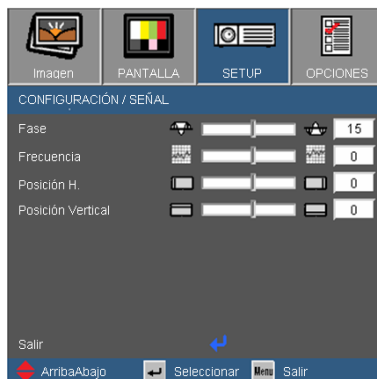 Imagen PANTALLA SETUP OPCIONES
CONFIGURACIÓN / SEÑAL
Fase 15
Frecuencia 0
Posición H. 0
Posición Vertical 0
Salir
ArribaAbajo Seleccionar Menu Salir